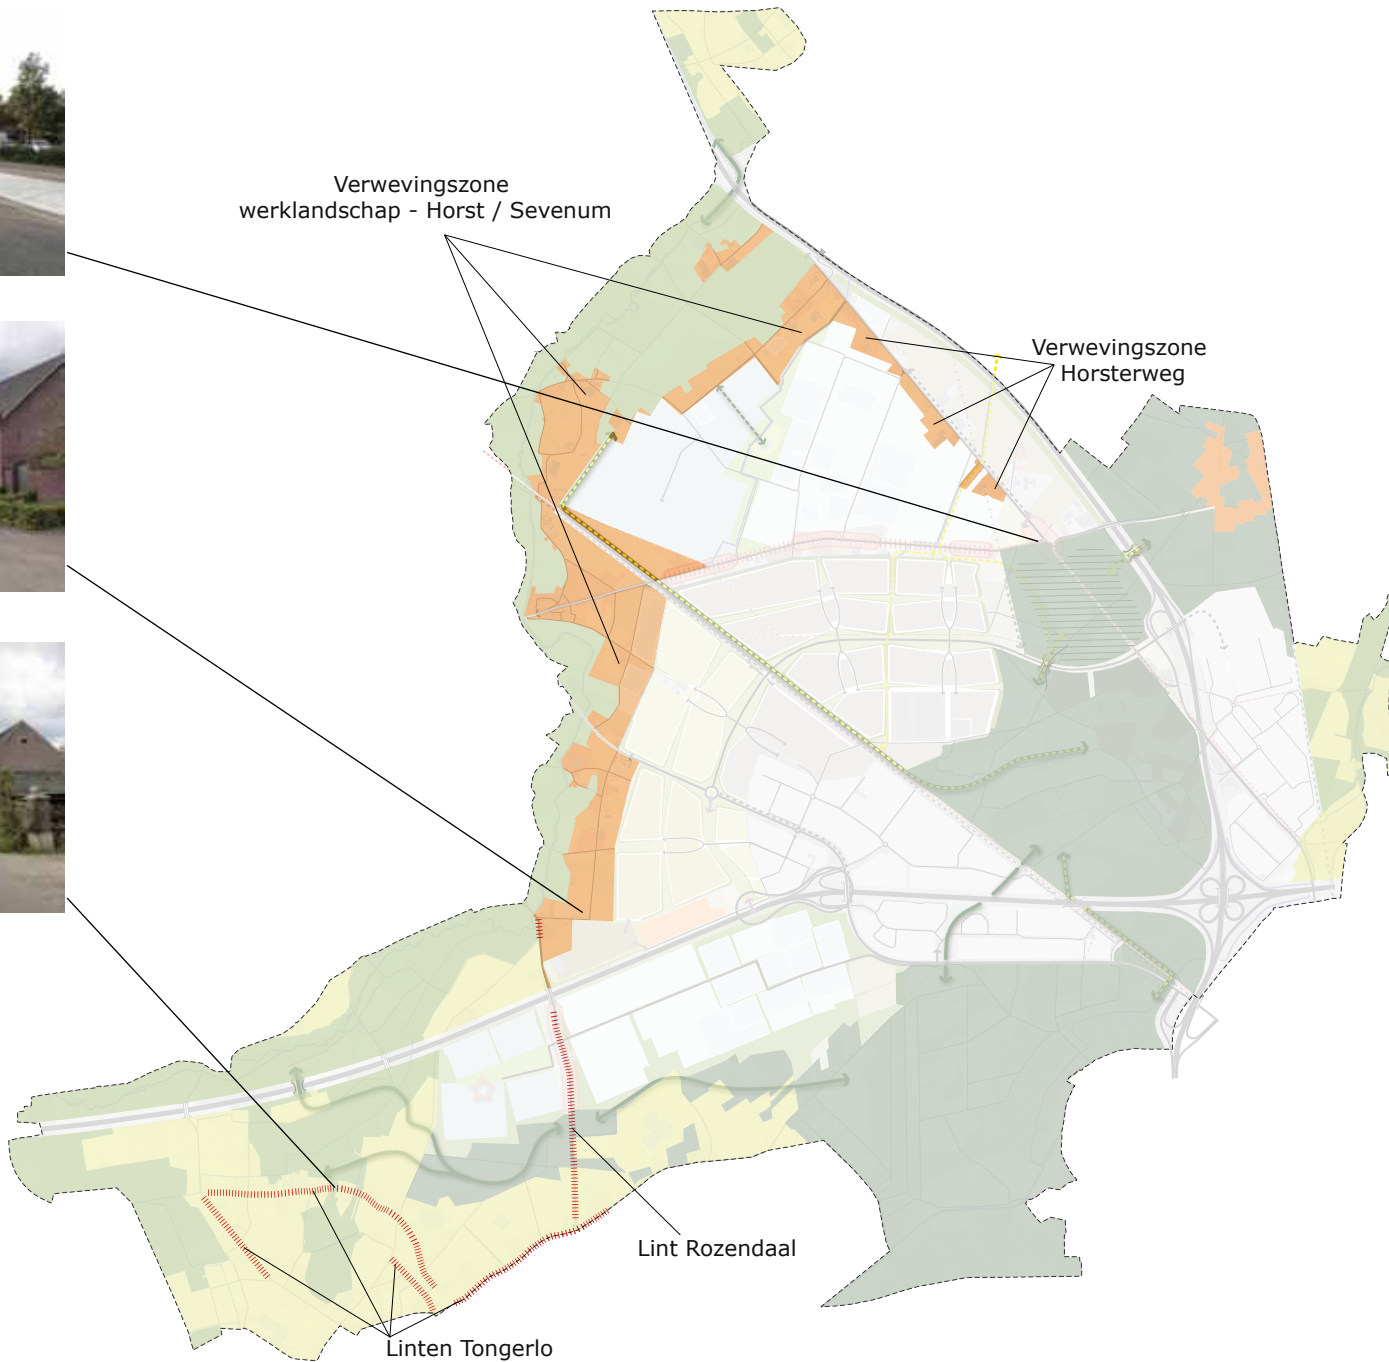 Verwevingszone
werklandschap - Horst / Sevenum
Verwevingszone
Horsterweg
Lint Rozendaal
Linten Tongerlo